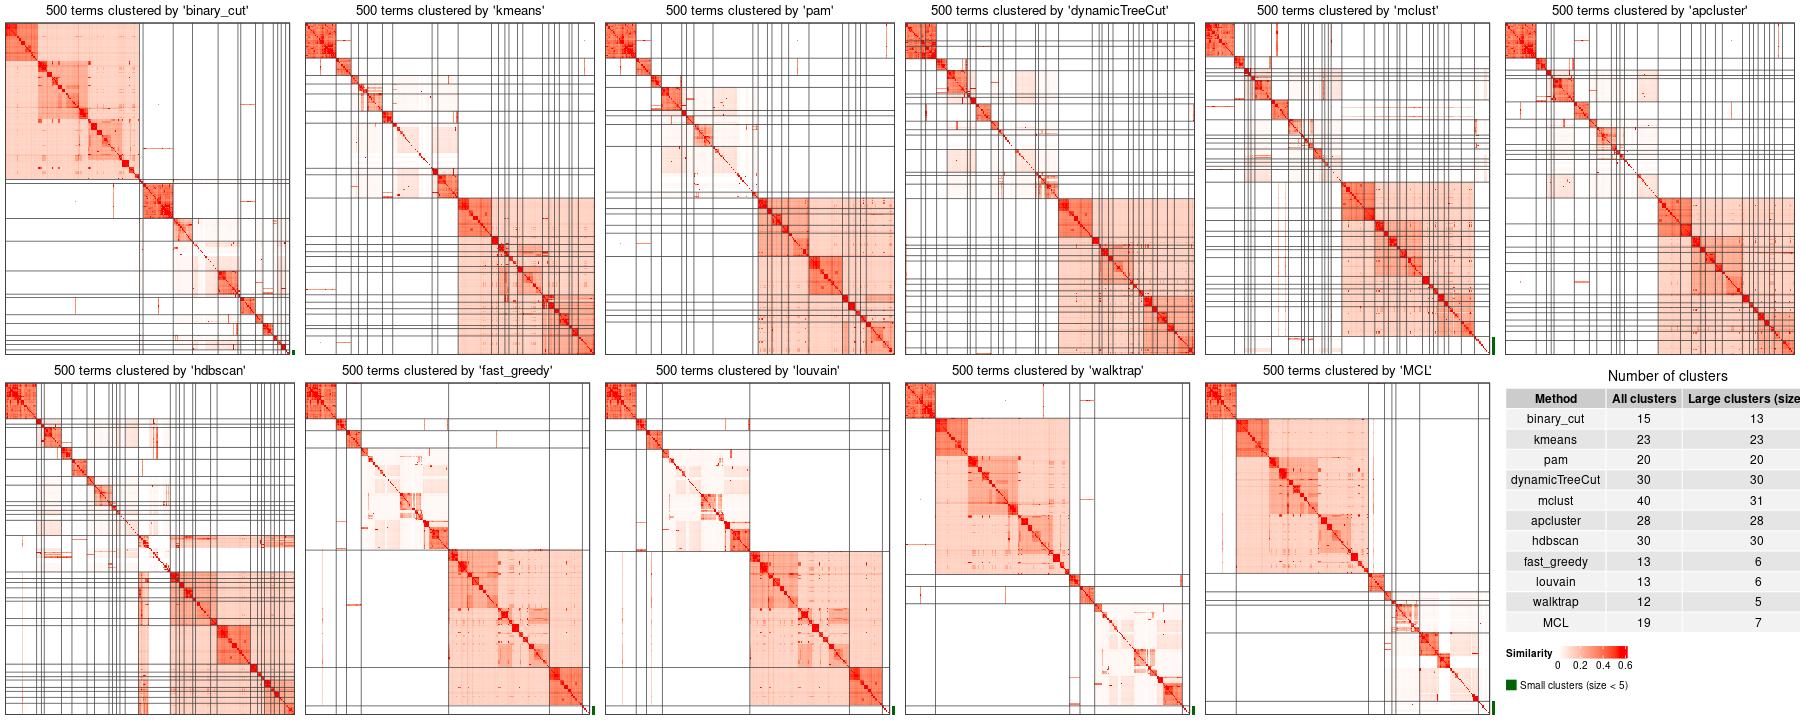 500 terms clustered by 'binary_cut'
500 terms clustered by 'kmeans'
500 terms clustered by 'pam'
500 terms clustered by 'dynamicTreeCut'
500 terms clustered by 'mclust'
500 terms clustered by 'apcluster'
500 terms clustered by 'hdbscan'
500 terms clustered by 'fast_greedy'
500 terms clustered by 'louvain'
500 terms clustered by 'walktrap'
500 terms clustered by 'MCL'
Number of clusters
Method All clusters Large clusters (size
binary_cut 15 13
kmeans 23 23
pam 20 20
dynamicTreeCut 30 30
mclust 40 31
apcluster 28 28
hdbscan 30 30
fast_greedy 13 6
louvain 13 6
walktrap 12 5
MCL 19 7
Similarity
0 0.2 0.4 0.6
Small clusters (size < 5)